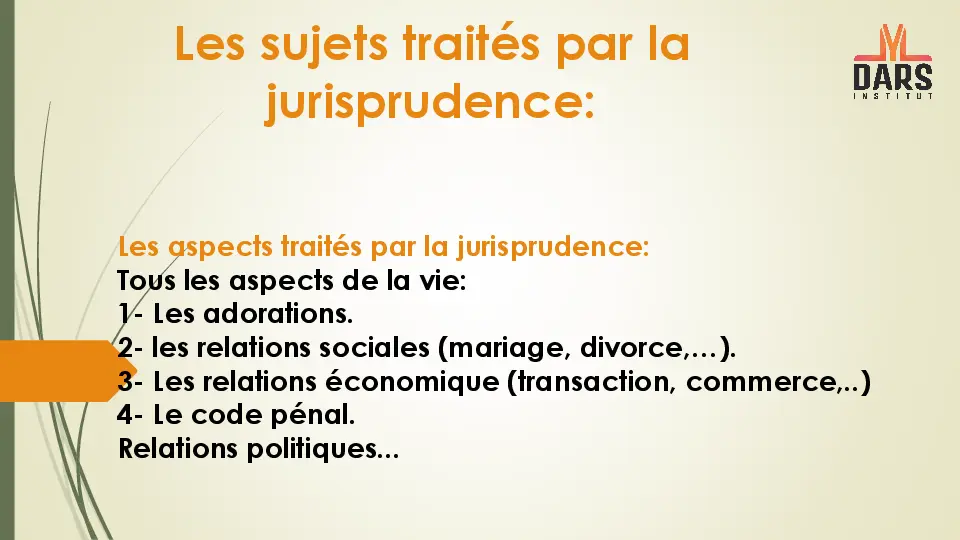 Les sujets traités par la
jurisprudence:
DARS
INSTITUT
Les aspects traités par la jurisprudence:
Tous les aspects de la vie:
1- Les adorations.
2- les relations sociales (mariage, divorce,...).
3- Les relations économique (transaction, commerce,..)
4- Le code pénal.
Relations politiques...